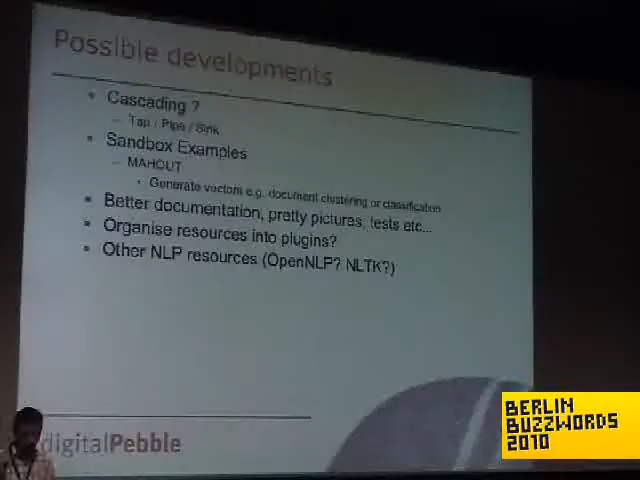 Possible developments
Cascading ?
– Tap / Pipe / Sink
Sandbox Examples
– MAHOUT
Generate vectors e.g. document clustering or classification
Better documentation, pretty pictures, tests etc...
Organise resources into plugins?
Other NLP resources (OpenNLP? NLTK?)
digitalPebble
BERLIN
BUZZWORDS
2010